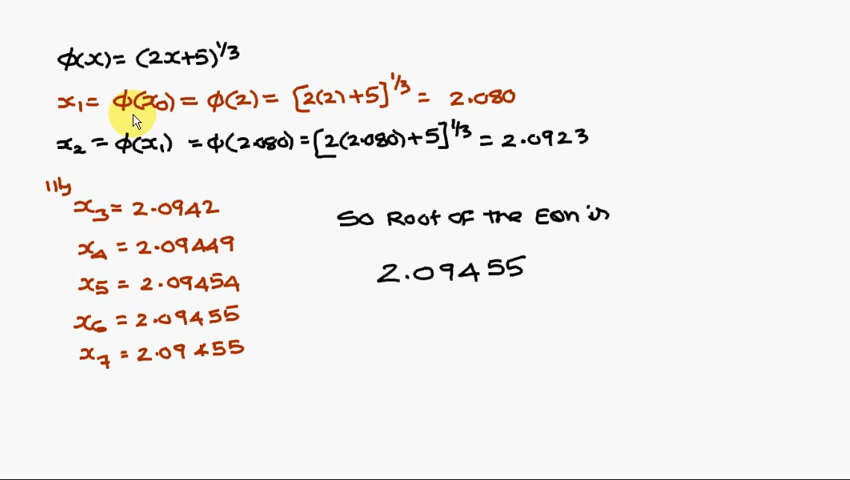 ϕ(x) = (2x+5)^1/3
x₁ = ϕ(x₀) = ϕ(2) = [2(2)+5]^1/3 = 2.080
x₂ = ϕ(x₁) = ϕ(2.080) = [2(2.080)+5]^1/3 = 2.0923
111y
x₃ = 2.0942
x₄ = 2.09449
x₅ = 2.09454
x₆ = 2.09455
x₇ = 2.09455
So Root of the Eqn is
2.09455